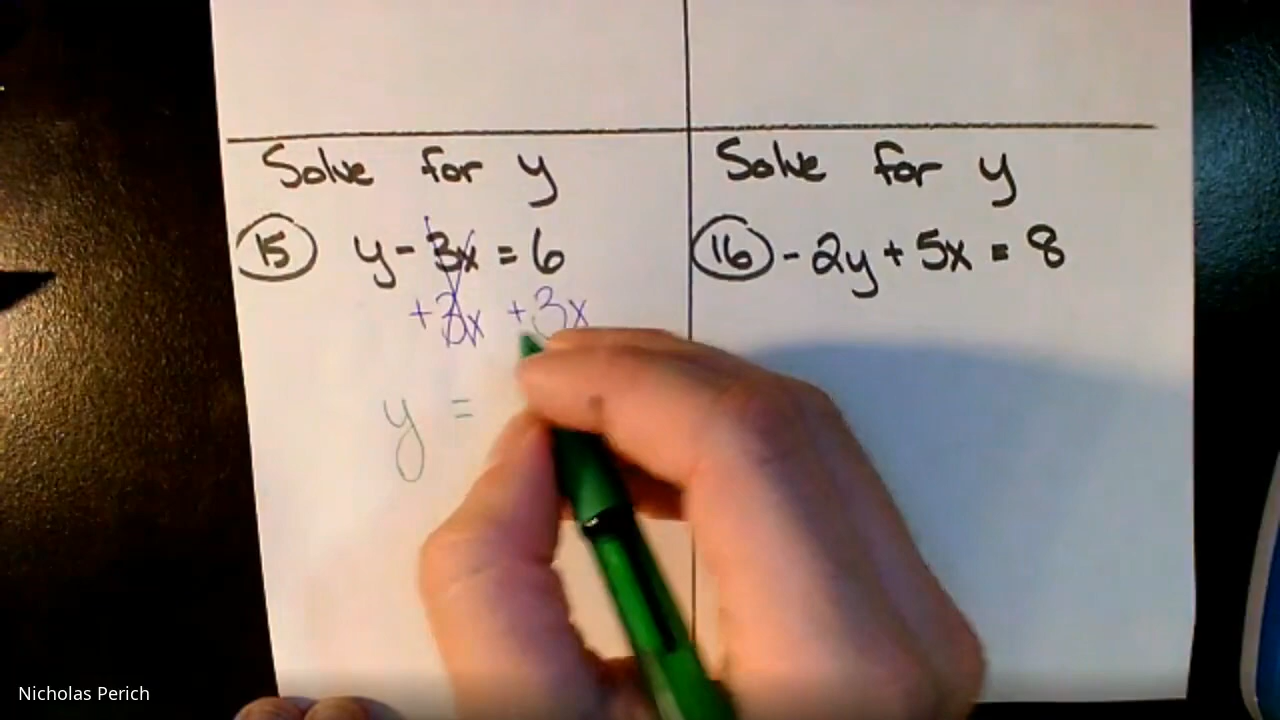 Solve for y
15 y - 3x = 6
+3x +3x
y =
Solve for y
16 -2y + 5x = 8
Nicholas Perich